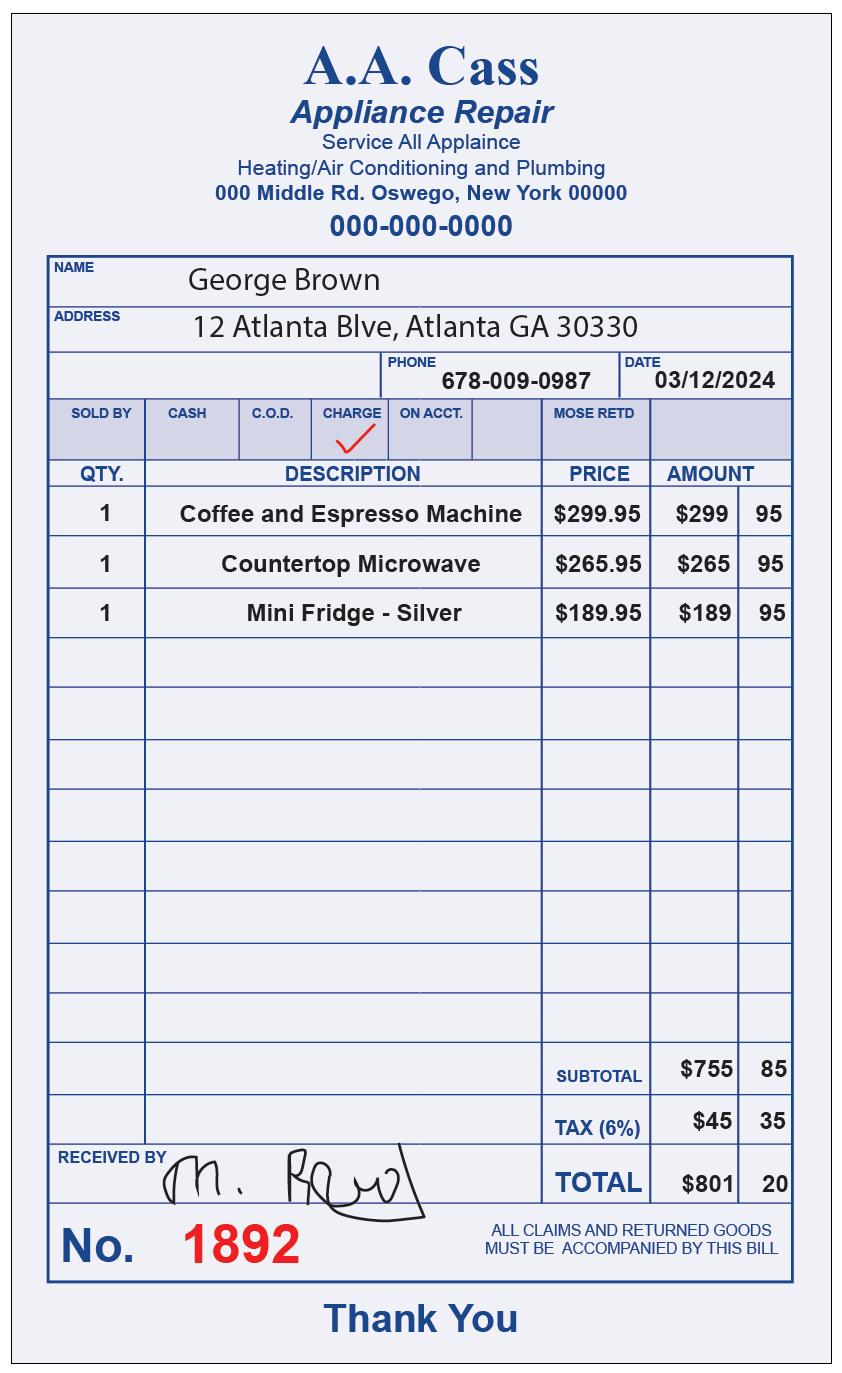 A.A. Cass
Appliance Repair
Service All Applaince
Heating/Air Conditioning and Plumbing
000 Middle Rd. Oswego, New York 00000
000-000-0000
NAME George Brown
ADDRESS 12 Atlanta Blve, Atlanta GA 30330
PHONE 678-009-0987 DATE 03/12/2024
SOLD BY CASH C.O.D. CHARGE ON ACCT. MOSE RETD
QTY. DESCRIPTION PRICE AMOUNT
1 Coffee and Espresso Machine $299.95 $299 95
1 Countertop Microwave $265.95 $265 95
1 Mini Fridge - Silver $189.95 $189 95
SUBTOTAL $755 85
TAX (6%) $45 35
RECEIVED BY M. TOTAL $801 20
No. 1892
ALL CLAIMS AND RETURNED GOODS
MUST BE ACCOMPANIED BY THIS BILL
Thank You